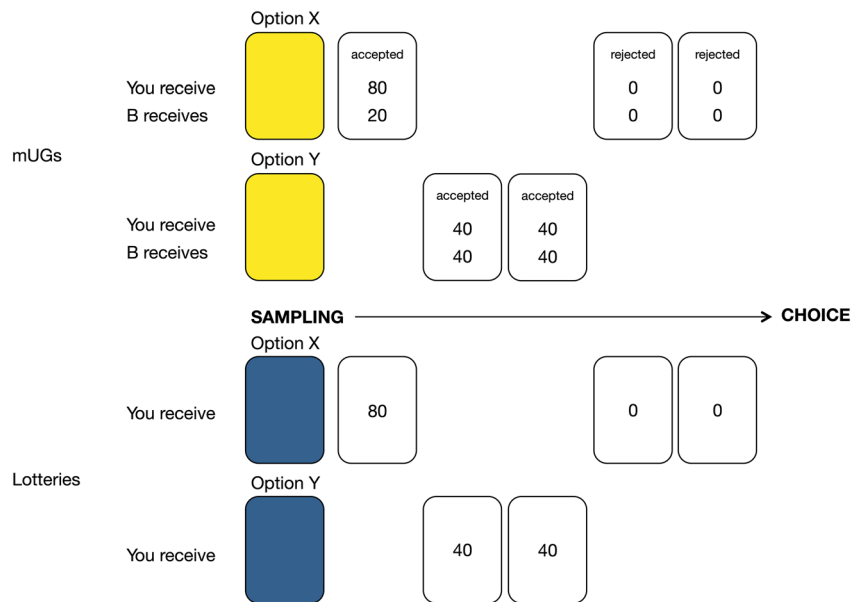 Option X
accepted rejected rejected
You receive 80 0 0
B receives 20 0 0
mUGs
Option Y
accepted accepted
You receive 40 40
B receives 40 40
SAMPLING CHOICE
Option X
You receive 80 0 0
Lotteries
Option Y
You receive 40 40